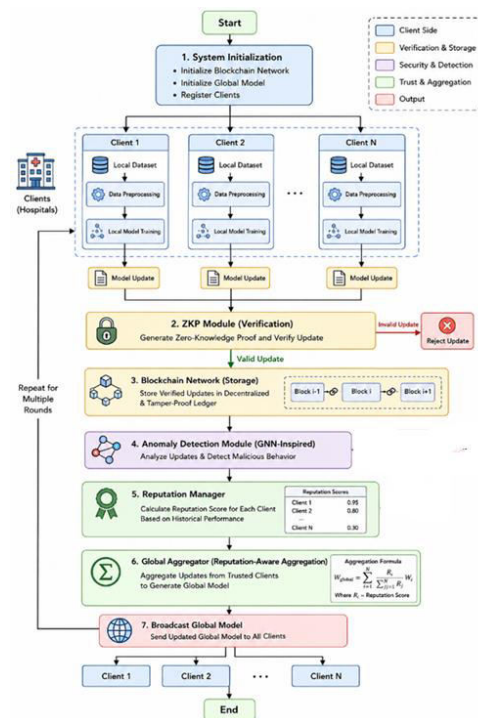 Start
Client Side
Verification & Storage
Security & Detection
Trust & Aggregation
Output
1. System Initialization
• Initialize Blockchain Network
• Initialize Global Model
• Register Clients
Client 1
Local Dataset
Data Preprocessing
Local Model Training
Client 2
Local Dataset
Data Preprocessing
Local Model Training
...
Client N
Local Dataset
Data Preprocessing
Local Model Training
Clients
(Hospitals)
Model Update
Model Update
Model Update
2. ZKP Module (Verification)
Generate Zero-Knowledge Proof and Verify Update
Invalid Update
Reject Update
Valid Update
Repeat for
Multiple
Rounds
3. Blockchain Network (Storage)
Store Verified Updates in Decentralized
& Tamper-Proof Ledger
Block i-1
Block i
Block i+1
4. Anomaly Detection Module (GNN-Inspired)
Analyze Updates & Detect Malicious Behavior
5. Reputation Manager
Calculate Reputation Score for Each Client
Based on Historical Performance
Reputation Scores
Client 1 0.95
Client 2 0.80
...
Client N 0.30
6. Global Aggregator (Reputation-Aware Aggregation)
Aggregate Updates from Trusted Clients
to Generate Global Model
Aggregation Formula
W_global = ∑_{i=1}^{N} R_i / ∑_{j=1}^{N} R_j W_i
Where R_i = Reputation Score
7. Broadcast Global Model
Send Updated Global Model to All Clients
Client 1
Client 2
...
Client N
End